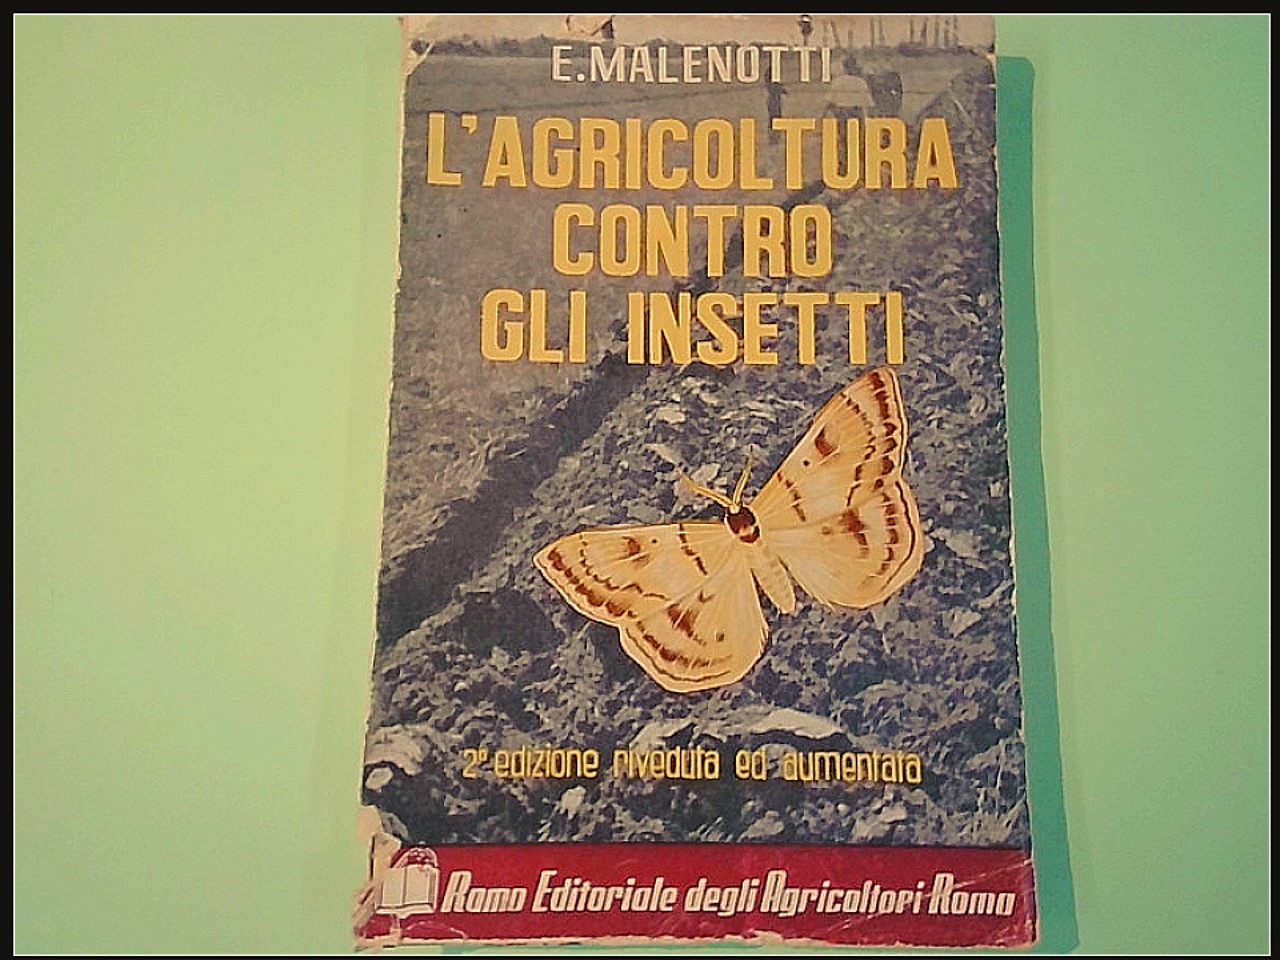 E. MALENOTTI
L'AGRICOLTURA
CONTRO
GLI INSETTI
2ª edizione riveduta ed aumentata
Ramo Editoriale degli Agricoltori Roma